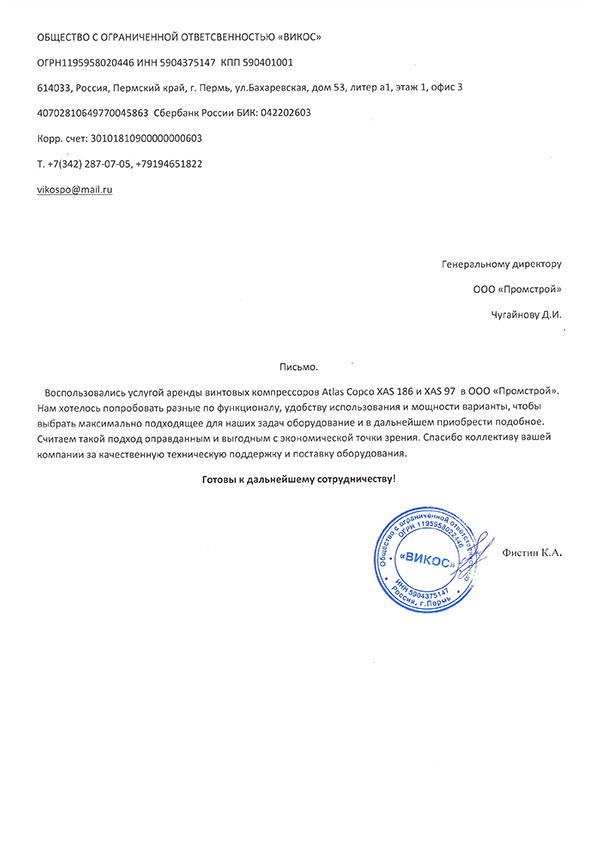 ОБЩЕСТВО С ОГРАНИЧЕННОЙ ОТВЕТСВЕННОСТЬЮ «ВИКОС»
ОГРН1195958020446 ИНН 5904375147 КПП 590401001
614033, Россия, Пермский край, г. Пермь, ул.Бахаревская, дом 53, литер а1, этаж 1, офис 3
40702810649770045863 Сбербанк России БИК: 042202603
Корр. счет: 30101810900000000603
Т. +7(342) 287-07-05, +79194651822
vikospo@mail.ru
Генеральному директору
ООО «Промстрой»
Чугайнову Д.И.
Письмо.
Воспользовались услугой аренды винтовых компрессоров Atlas Copco XAS 186 и XAS 97 в ООО «Промстрой».
Нам хотелось попробовать разные по функционалу, удобству использования и мощности варианты, чтобы
выбрать максимально подходящее для наших задач оборудование и в дальнейшем приобрести подобное.
Считаем такой подход оправданным и выгодным с экономической точки зрения. Спасибо коллективу вашей
компании за качественную техническую поддержку и поставку оборудования.
Готовы к дальнейшему сотрудничеству!
Общество с ограниченной
ОГРН
«ВИКОС»
ИНН 5904375147
Россия, г.Пермь
Фистин К.А.